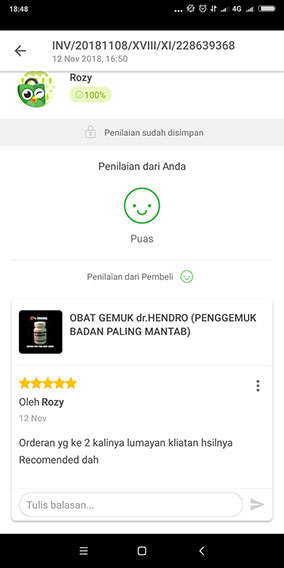 18:48
... 4G
INV/20181108/XVIII/XI/228639368
12 Nov 2018, 16:50
Rozy
100%
Penilaian sudah disimpan
Penilaian dari Anda
Puas
Penilaian dari Pembeli
OBAT GEMUK dr.HENDRO (PENGGEMUK
BADAN PALING MANTAB)
Oleh Rozy
12 Nov
Orderan yg ke 2 kalinya lumayan kliatan hsilnya
Recomended dah
Tulis balasan...